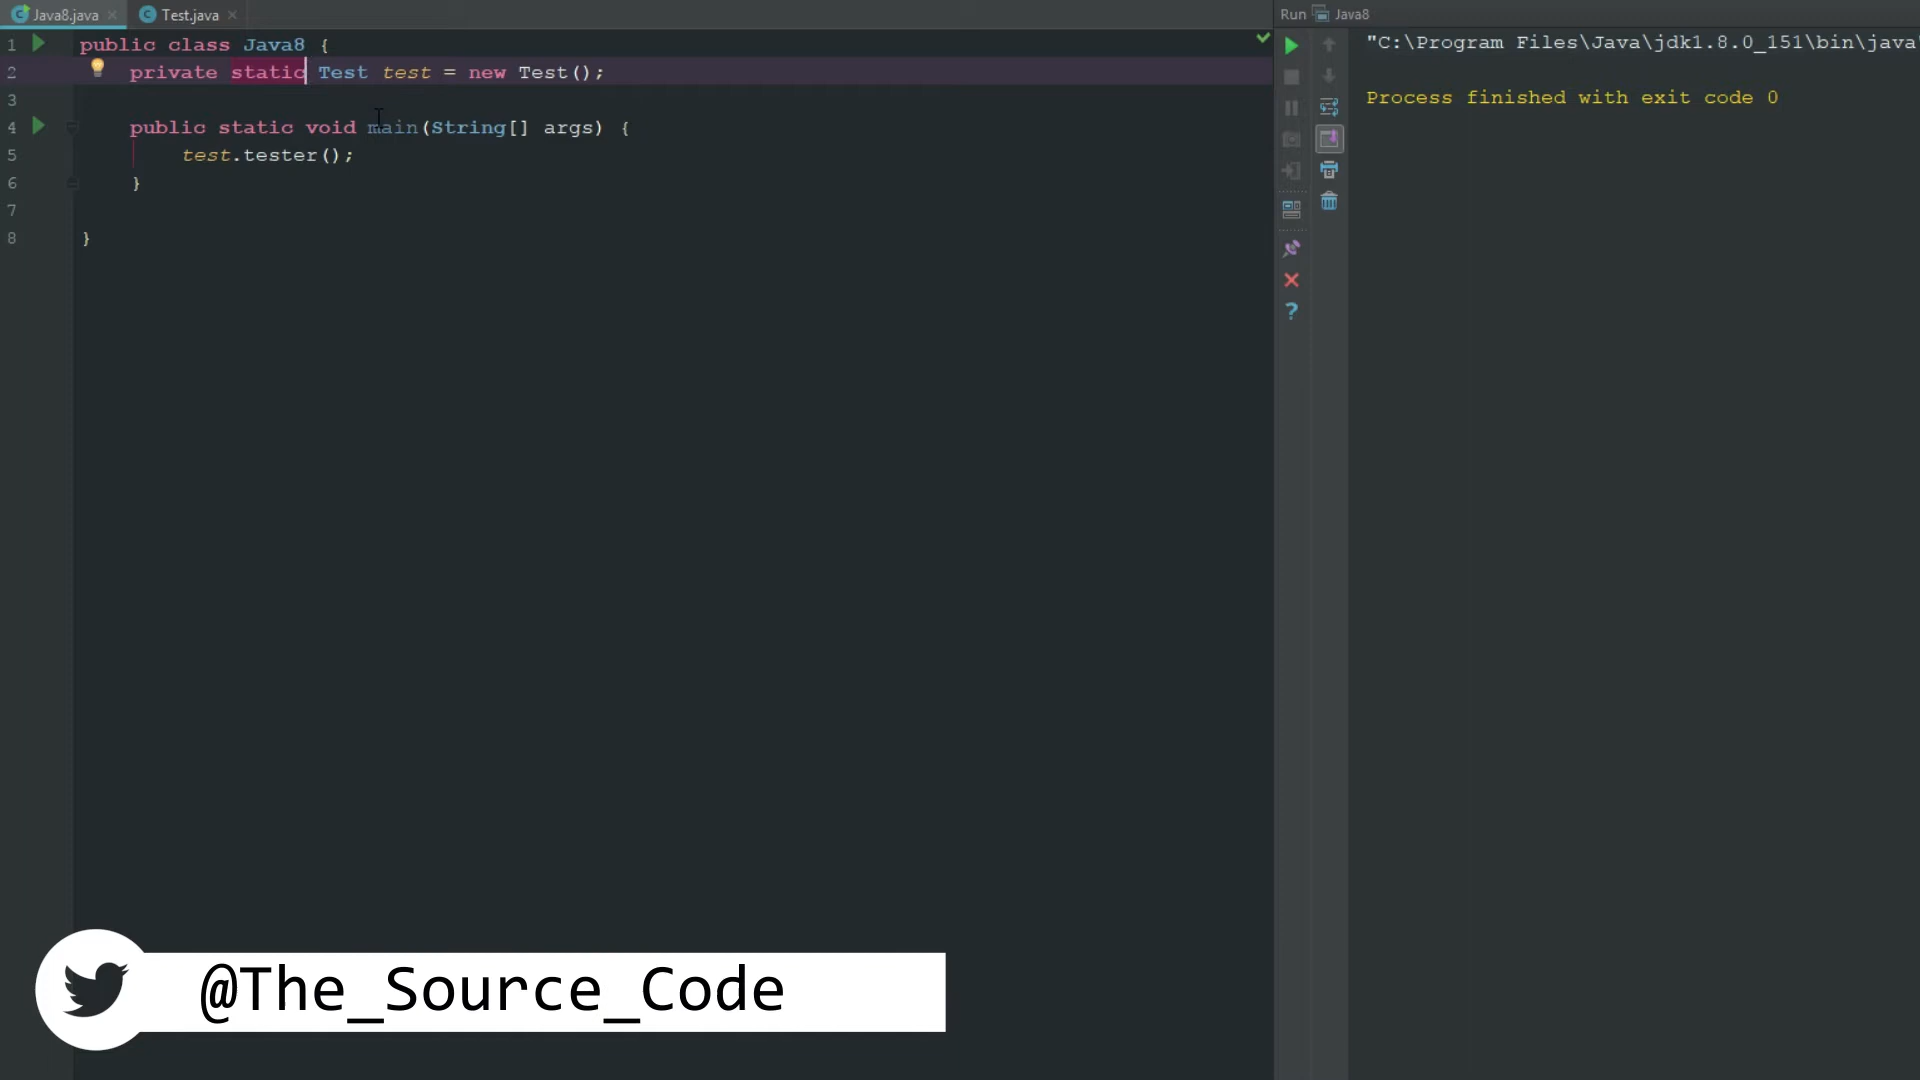 Java8.java
Test.java
Run Java8
1 public class Java8 {
2 private static Test test = new Test();
3
4 public static void main(String[] args) {
5 test.tester();
6 }
7
8 }
"C:\Program Files\Java\jdk1.8.0_151\bin\java
Process finished with exit code 0
@The_Source_Code